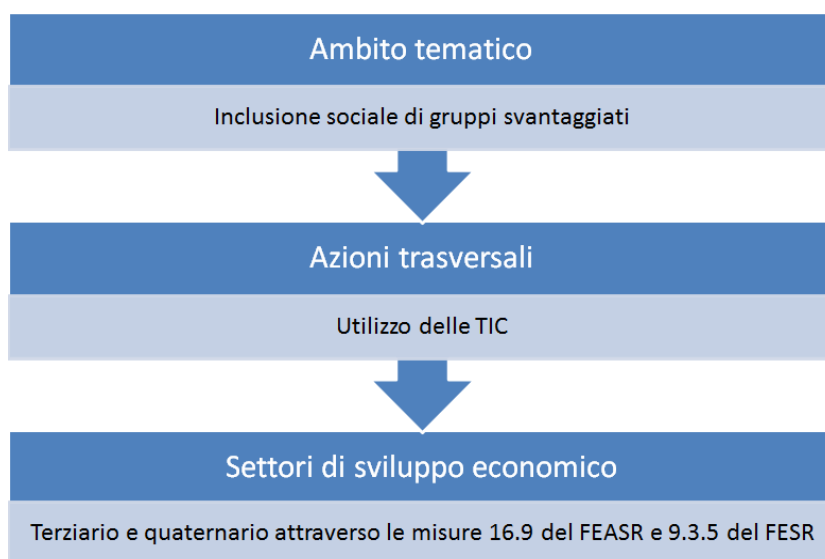 Ambito tematico
Inclusione sociale di gruppi svantaggiati
Azioni trasversali
Utilizzo delle TIC
Settori di sviluppo economico
Terziario e quaternario attraverso le misure 16.9 del FEASR e 9.3.5 del FESR